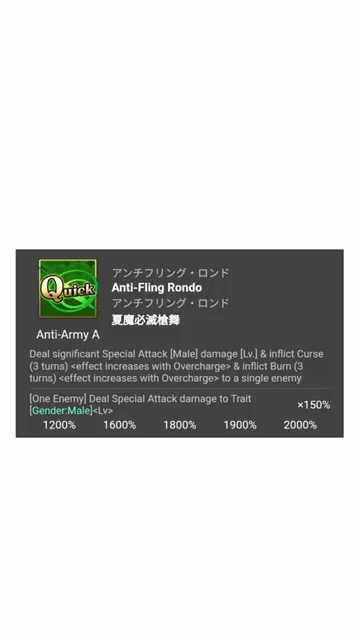 Quick
アンチフリング・ロンド
Anti-Fling Rondo
アンチフリング・ロンド
夏魔必滅槍舞
Anti-Army A
Deal significant Special Attack [Male] damage [Lv.] & inflict Curse
(3 turns) <effect increases with Overcharge> & inflict Burn (3
turns) <effect increases with Overcharge> to a single enemy
[One Enemy] Deal Special Attack damage to Trait
[Gender:Male]<Lv>
×150%
1200% 1600% 1800% 1900% 2000%